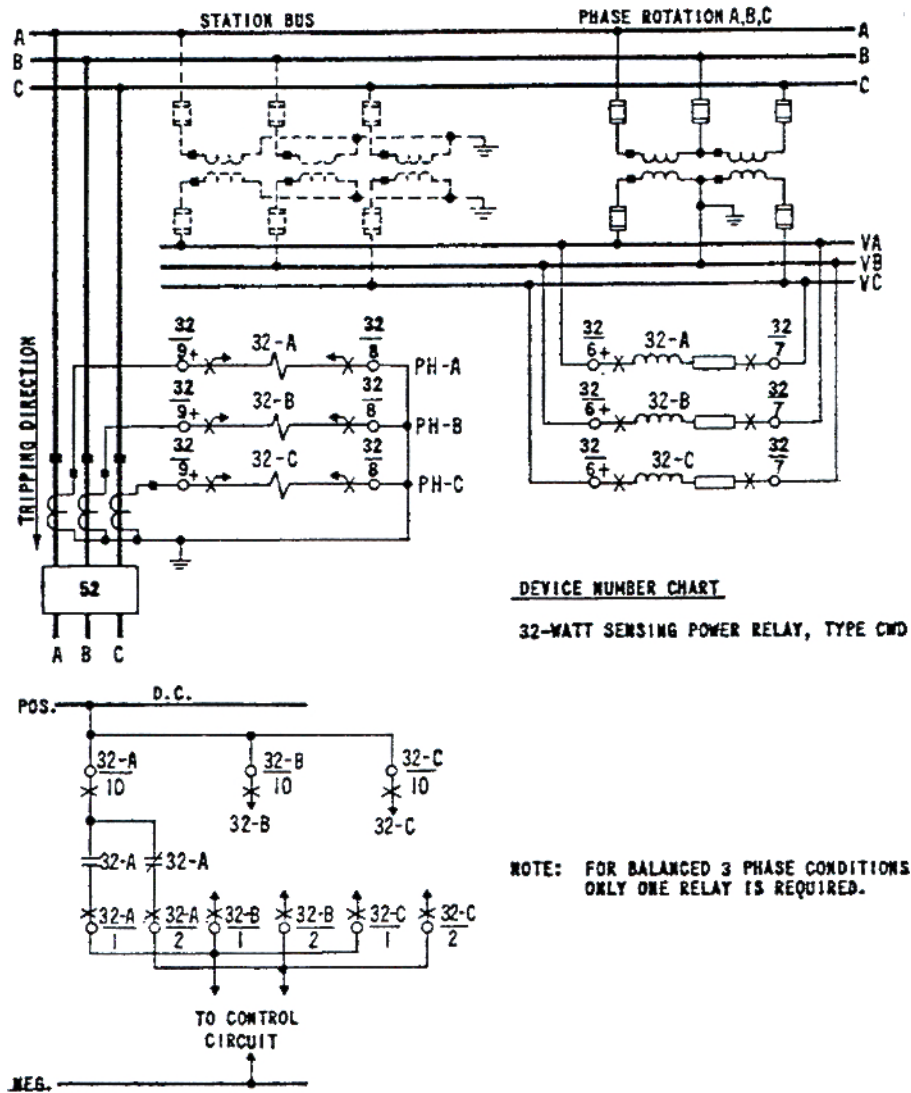 STATION BUS
PHASE ROTATION A,B,C
A
A
B
B
C
C
VA
VB
VC
TRIPPING DIRECTION
32
9+
32-A
32
8
PH-A
32
9+
32-B
32
8
PH-B
32
9+
32-C
32
8
PH-C
32
6+
32-A
32
7
32
6+
32-B
32
7
32
6+
32-C
32
7
52
A B C
DEVICE NUMBER CHART
32-WATT SENSING POWER RELAY, TYPE CWD
D.C.
POS.
32-A
10
32-B
10
32-C
10
32-B
32-C
32-A
32-A
32-A
1
32-A
2
32-B
1
32-B
2
32-C
1
32-C
2
NOTE: FOR BALANCED 3 PHASE CONDITIONS
ONLY ONE RELAY IS REQUIRED.
TO CONTROL
CIRCUIT
NEG.